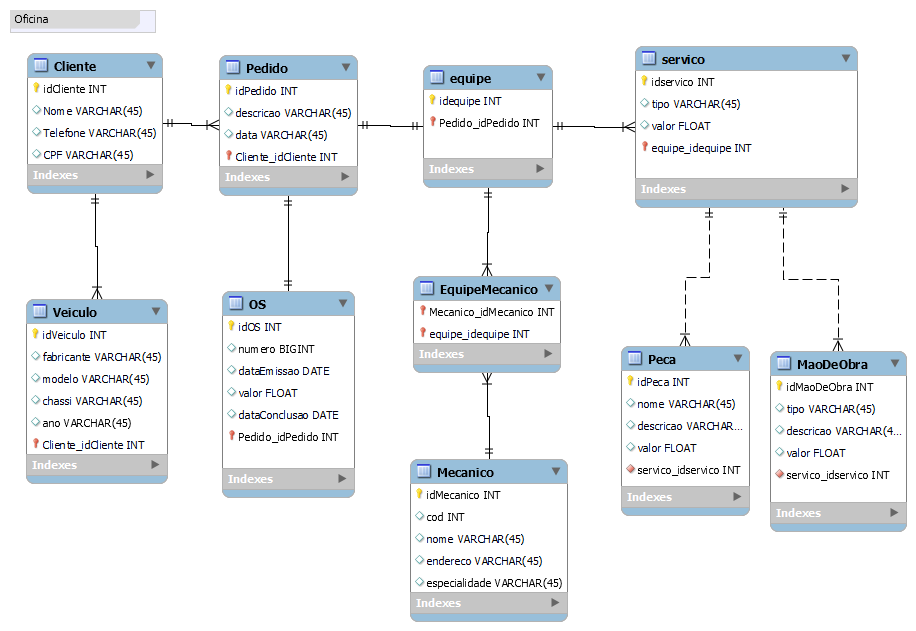 Oficina
Cliente
idCliente INT
Nome VARCHAR(45)
Telefone VARCHAR(45)
CPF VARCHAR(45)
Indexes
Pedido
idPedido INT
descricao VARCHAR(45)
data VARCHAR(45)
Cliente_idCliente INT
Indexes
equipe
idequipe INT
Pedido_idPedido INT
Indexes
servico
idservico INT
tipo VARCHAR(45)
valor FLOAT
equipe_idequipe INT
Indexes
Veiculo
idVeiculo INT
fabricante VARCHAR(45)
modelo VARCHAR(45)
chassi VARCHAR(45)
ano VARCHAR(45)
Cliente_idCliente INT
Indexes
OS
idOS INT
numero BIGINT
dataEmissao DATE
valor FLOAT
dataConclusao DATE
Pedido_idPedido INT
Indexes
EquipeMecanico
Mecanico_idMecanico INT
equipe_idequipe INT
Indexes
Mecanico
idMecanico INT
cod INT
nome VARCHAR(45)
endereco VARCHAR(45)
especialidade VARCHAR(45)
Indexes
Peca
idPeca INT
nome VARCHAR(45)
descricao VARCHAR...
valor FLOAT
servico_idservico INT
Indexes
MaoDeObra
idMaoDeObra INT
tipo VARCHAR(45)
descricao VARCHAR(4...
valor FLOAT
servico_idservico INT
Indexes